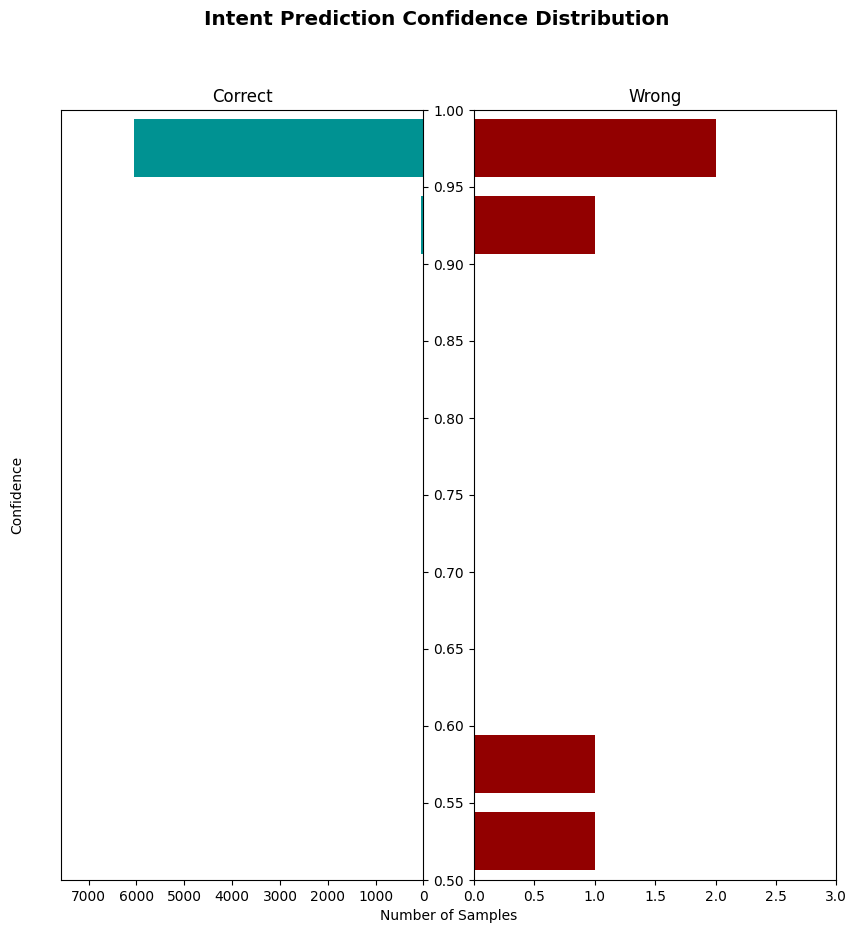 Intent Prediction Confidence Distribution
Correct
Wrong
Confidence
1.00
0.95
0.90
0.85
0.80
0.75
0.70
0.65
0.60
0.55
0.50
7000 6000 5000 4000 3000 2000 1000 0
0.0 0.5 1.0 1.5 2.0 2.5 3.0
Number of Samples